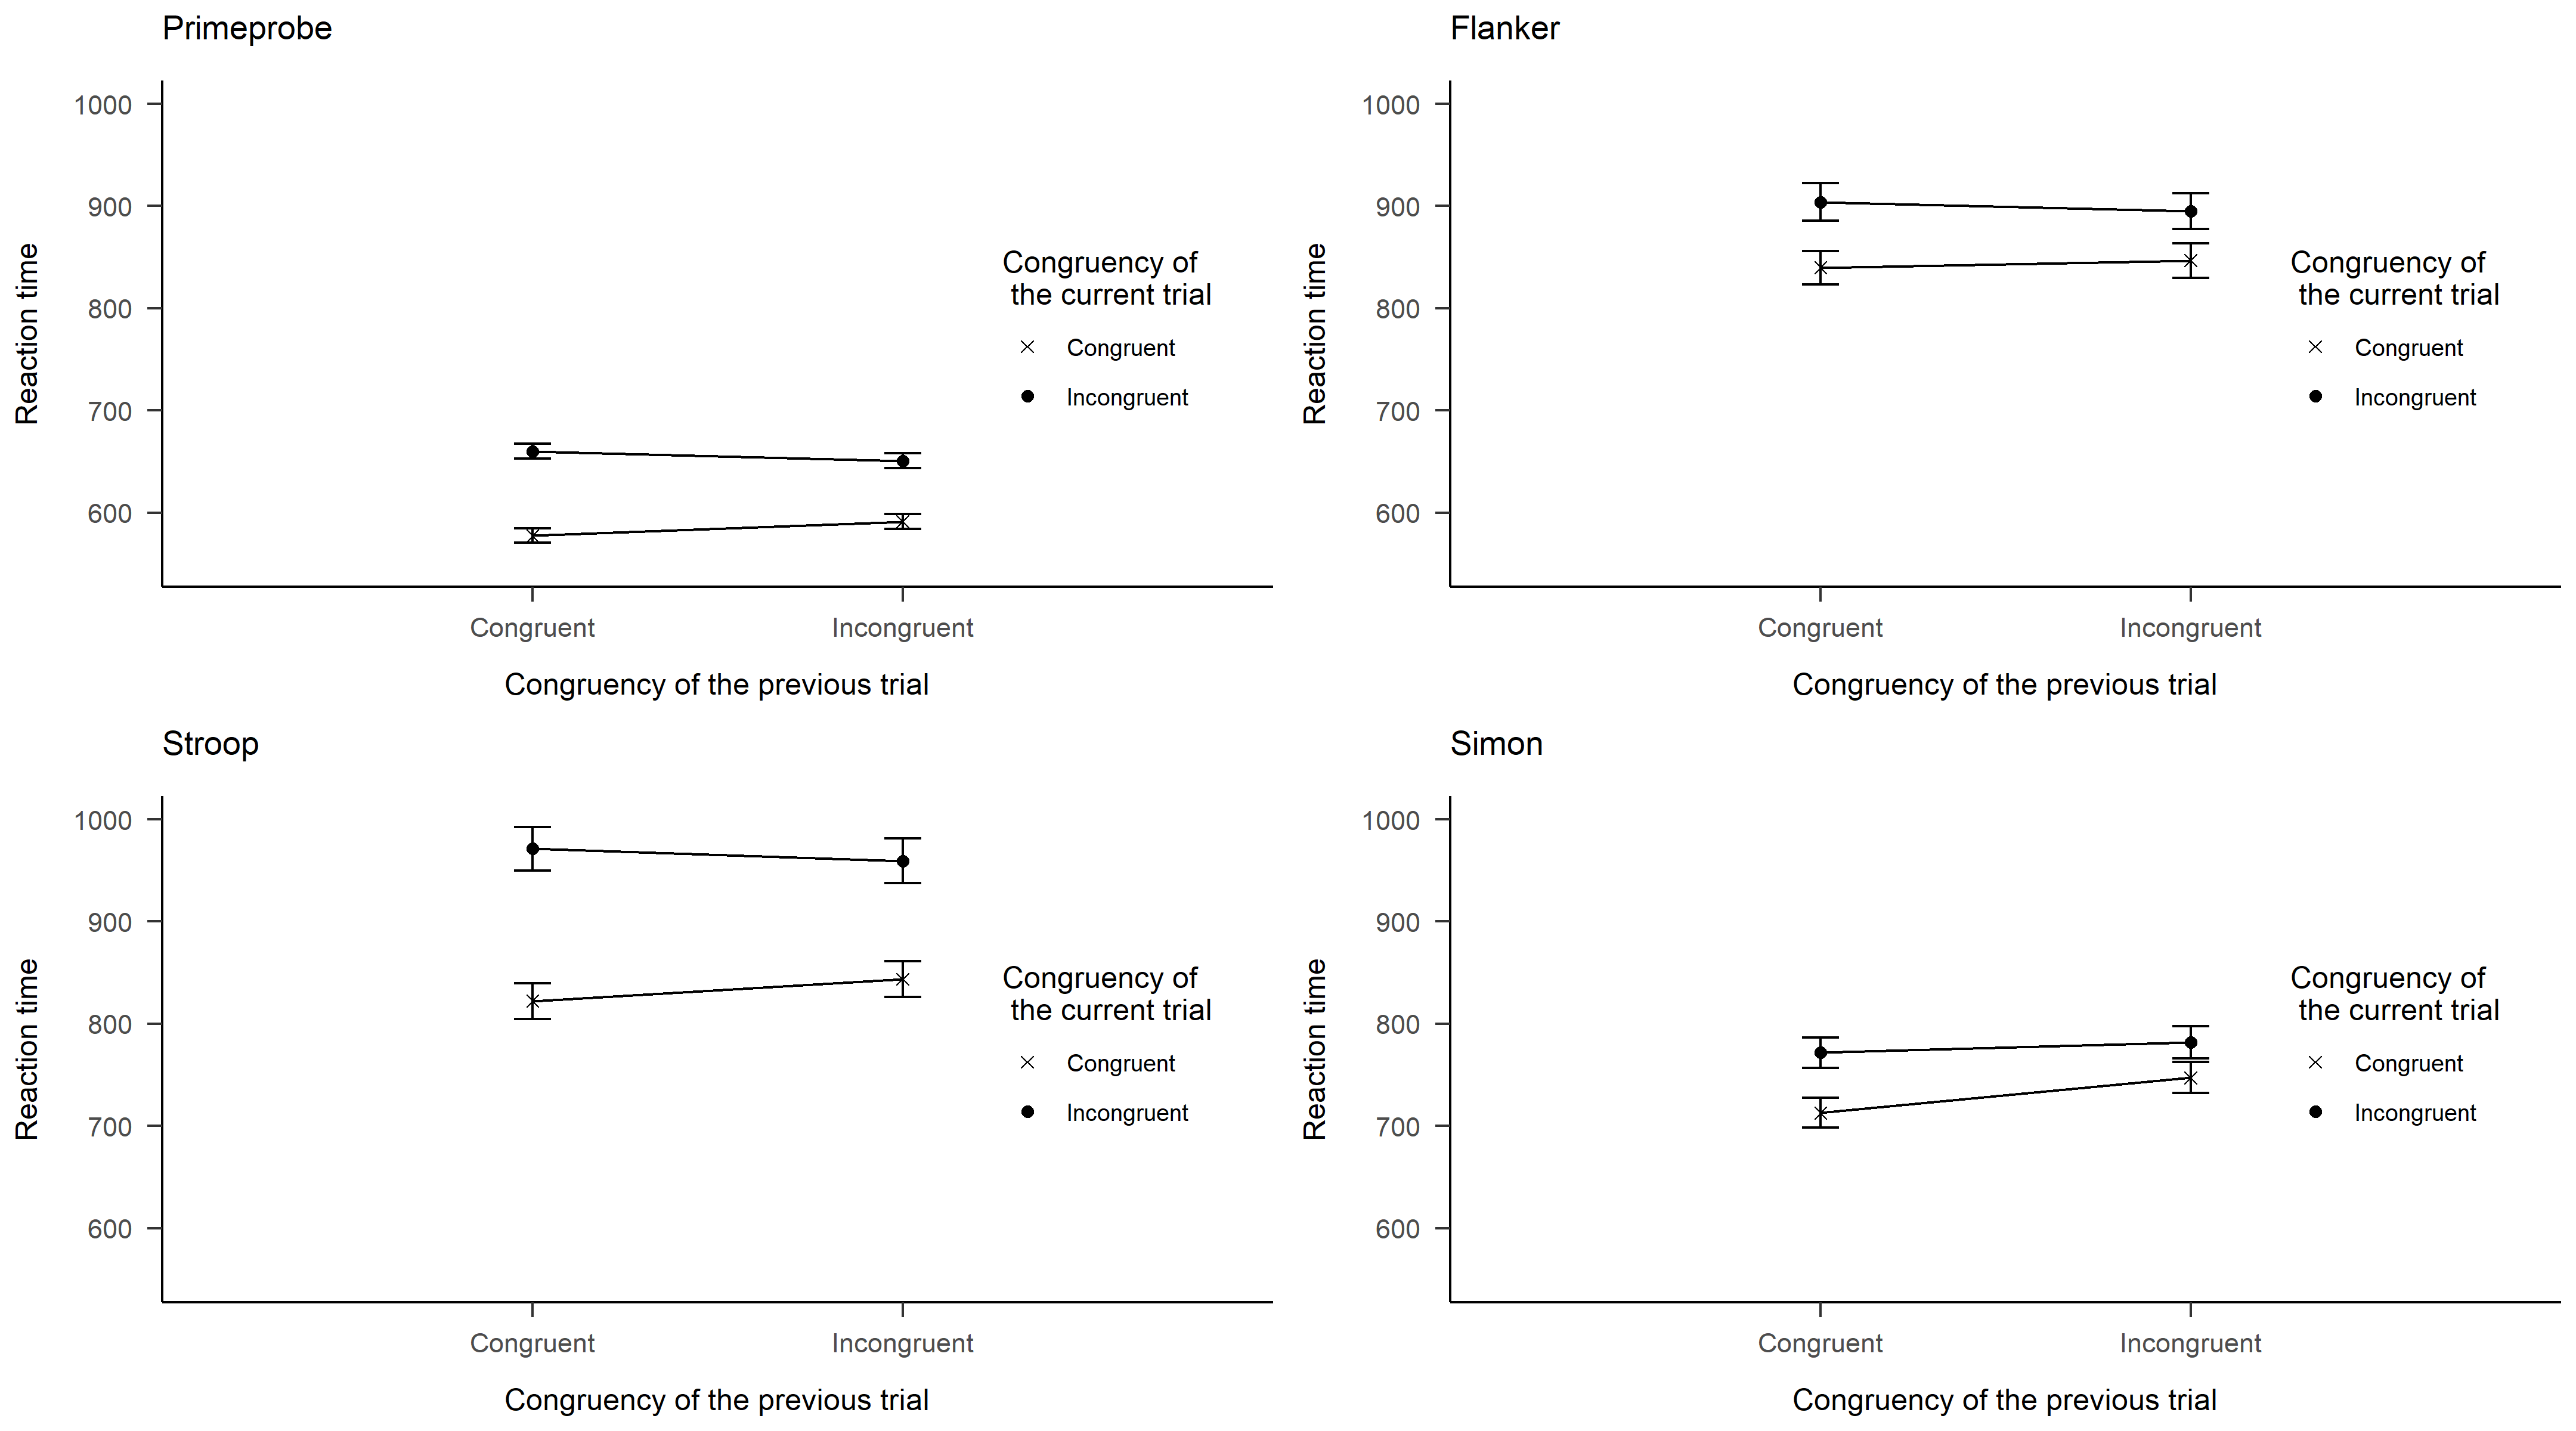 Primeprobe
1000
900
800
700
600
Reaction time
Congruency of
the current trial
Congruent
Incongruent
Congruent
Incongruent
Congruency of the previous trial
Flanker
1000
900
800
700
600
Reaction time
Congruency of
the current trial
Congruent
Incongruent
Congruent
Incongruent
Congruency of the previous trial
Stroop
1000
900
800
700
600
Reaction time
Congruency of
the current trial
Congruent
Incongruent
Congruent
Incongruent
Congruency of the previous trial
Simon
1000
900
800
700
600
Reaction time
Congruency of
the current trial
Congruent
Incongruent
Congruent
Incongruent
Congruency of the previous trial